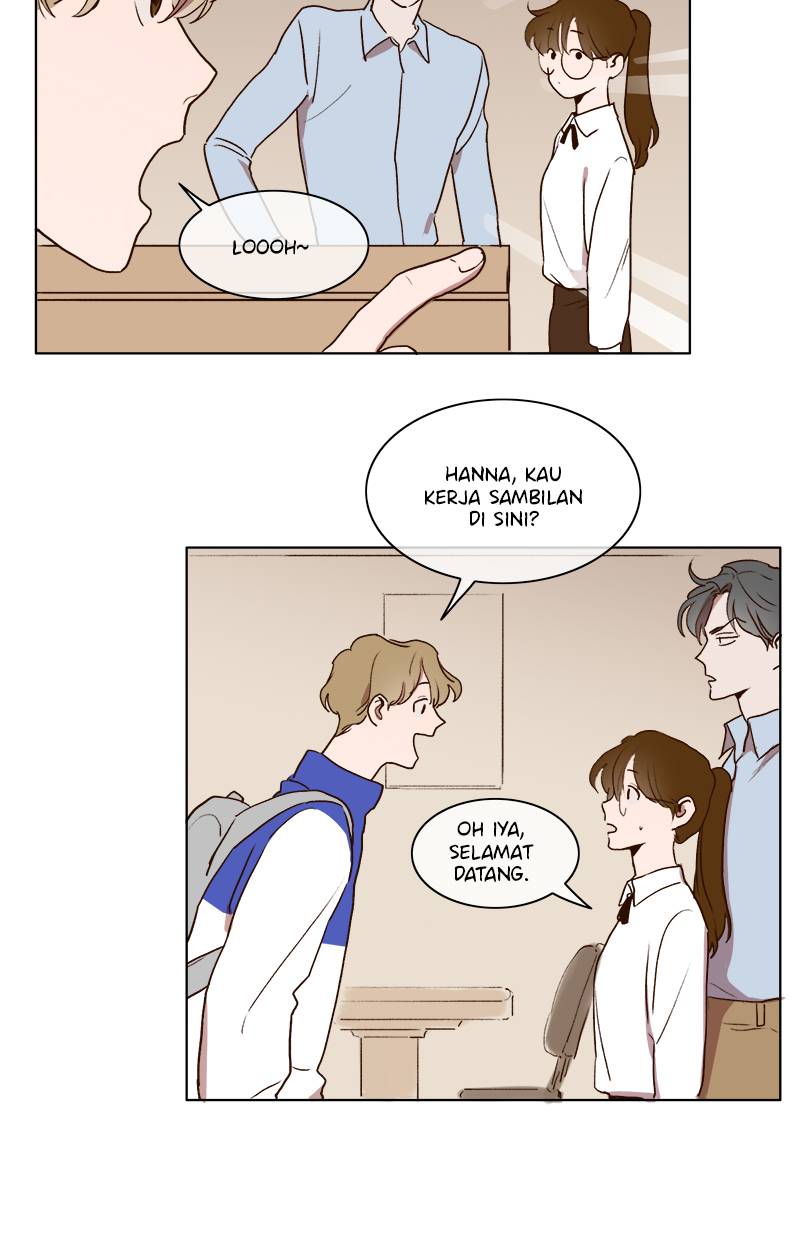 LOOOH~
HANNA, KAU
KERJA SAMBILAN
DI SINI?
OH IYA,
SELAMAT
DATANG.